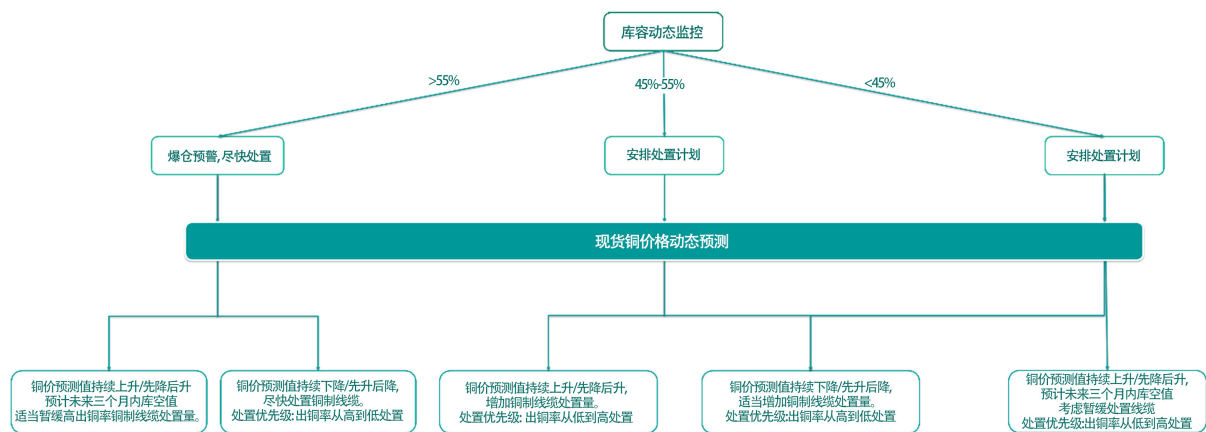 库容动态监控
>55%
45%-55%
<45%
爆仓预警,尽快处置
安排处置计划
安排处置计划
现货铜价格动态预测
铜价预测值持续上升/先降后升
预计未来三个月内库空值
适当暂缓高出铜率铜制线缆处置量。
铜价预测值持续下降/先升后降,
尽快处置铜制线缆。
处置优先级:出铜率从高到低处置
铜价预测值持续上升/先降后升,
增加铜制线缆处置量。
处置优先级: 出铜率从低到高处置
铜价预测值持续下降/先升后降,
适当增加铜制线缆处置量。
处置优先级:出铜率从高到低处置
铜价预测值持续上升/先降后升,
预计未来三个月内库空值
考虑暂缓处置线缆
处置优先级:出铜率从低到高处置